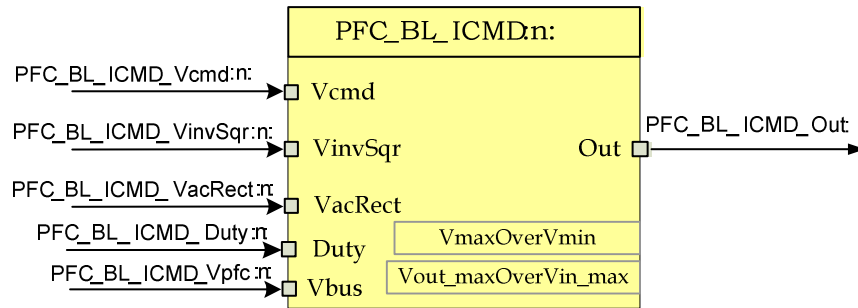 PFC_BL_ICMD:n:
PFC_BL_ICMD_Vcmd:n:
Vcmd
PFC_BL_ICMD_VinvSqr:n:
VinvSqr
Out
PFC_BL_ICMD_Out:
PFC_BL_ICMD_VacRect:n:
VacRect
PFC_BL_ICMD_Duty:n:
Duty
VmaxOverVmin
PFC_BL_ICMD_Vpfc:n:
Vbus
Vout_maxOverVin_max